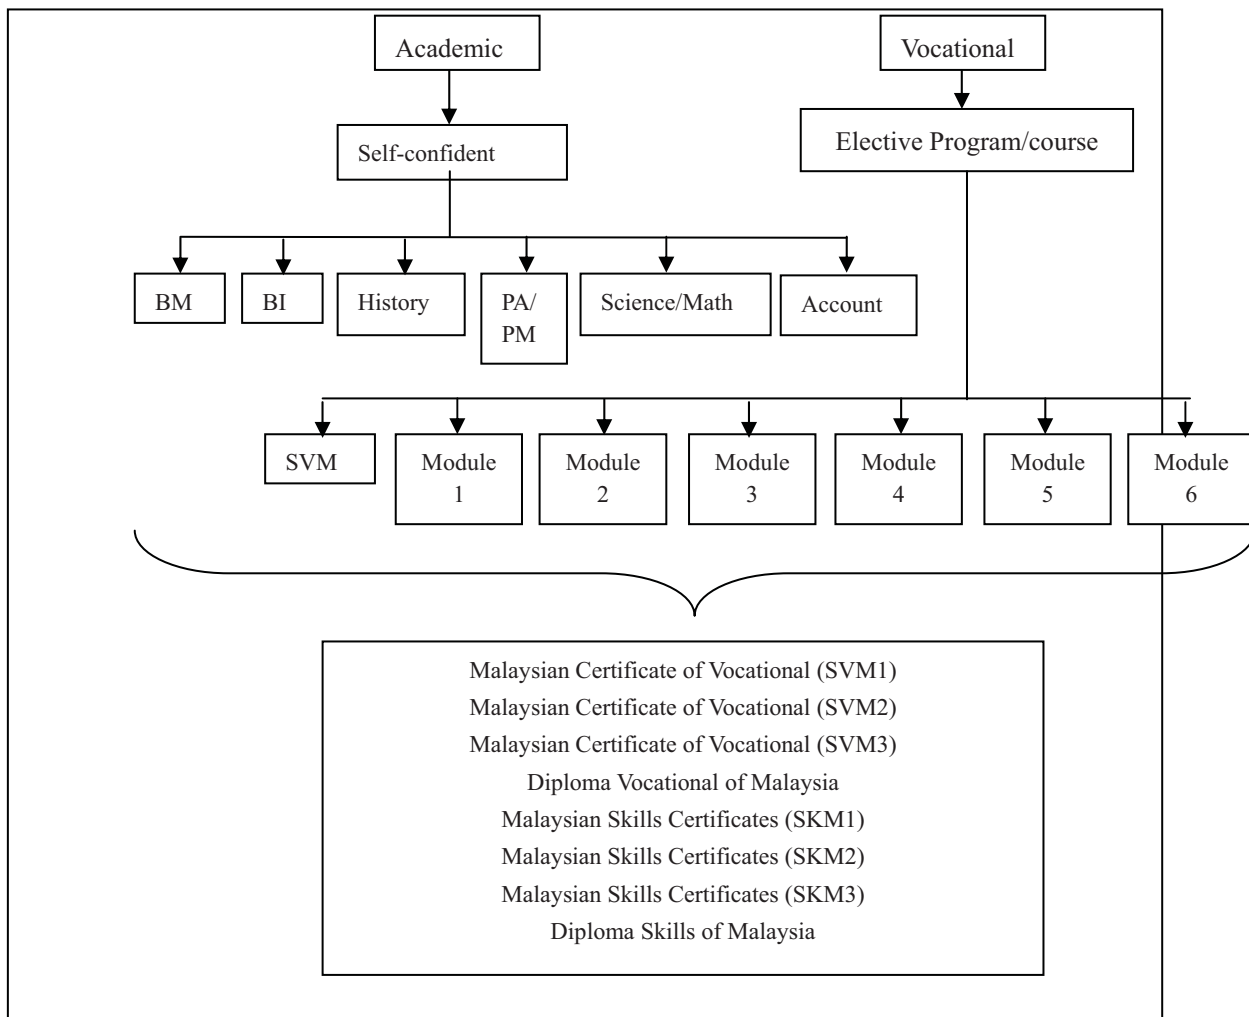 Academic
Vocational
Self-confident
Elective Program/course
BM
BI
History
PA/
PM
Science/Math
Account
SVM
Module
1
Module
2
Module
3
Module
4
Module
5
Module
6
Malaysian Certificate of Vocational (SVM1)
Malaysian Certificate of Vocational (SVM2)
Malaysian Certificate of Vocational (SVM3)
Diploma Vocational of Malaysia
Malaysian Skills Certificates (SKM1)
Malaysian Skills Certificates (SKM2)
Malaysian Skills Certificates (SKM3)
Diploma Skills of Malaysia